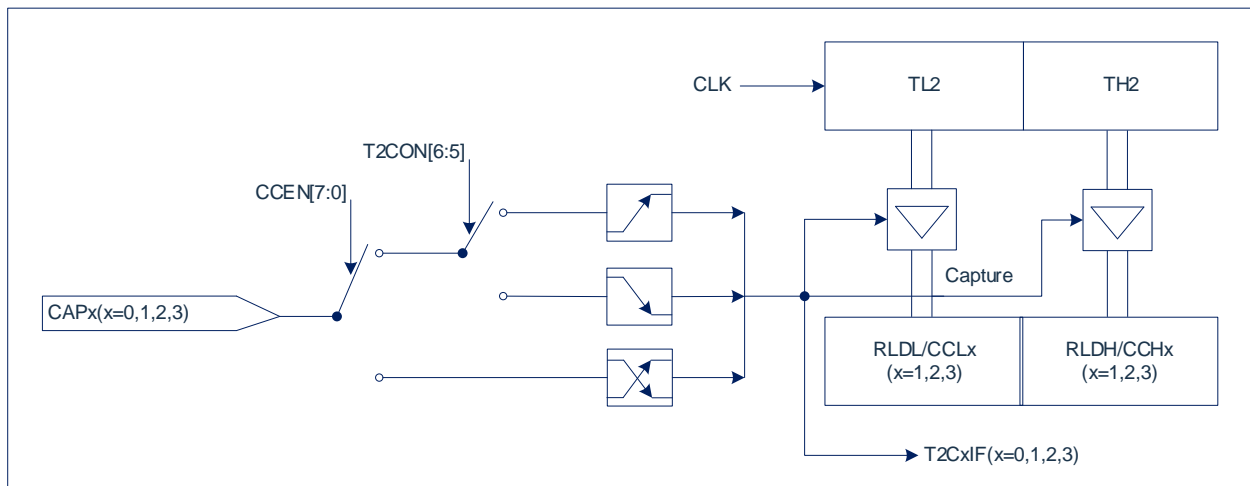 CLK
TL2
TH2
T2CON[6:5]
CCEN[7:0]
Capture
CAPx(x=0,1,2,3)
RLDL/CCLx
(x=1,2,3)
RLDH/CCHx
(x=1,2,3)
T2CxIF(x=0,1,2,3)